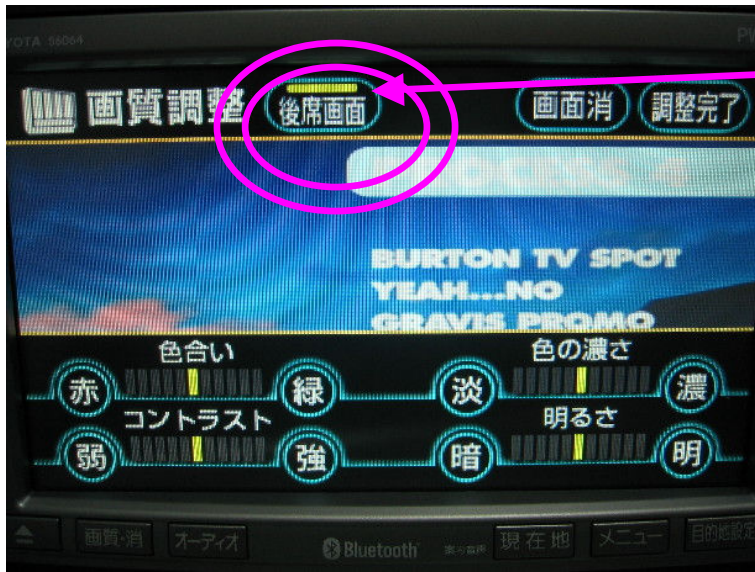 YOTA 56064
画質調整 後席画面 画面消 調整完了
BURTON TV SPOT
YEAH...NO
GRAVIS PROMO
色合い 色の濃さ
赤 緑 淡 濃
コントラスト 明るさ
弱 強 暗 明
画質・消 オーディオ Bluetooth 現在地 メニュー 目的地設定